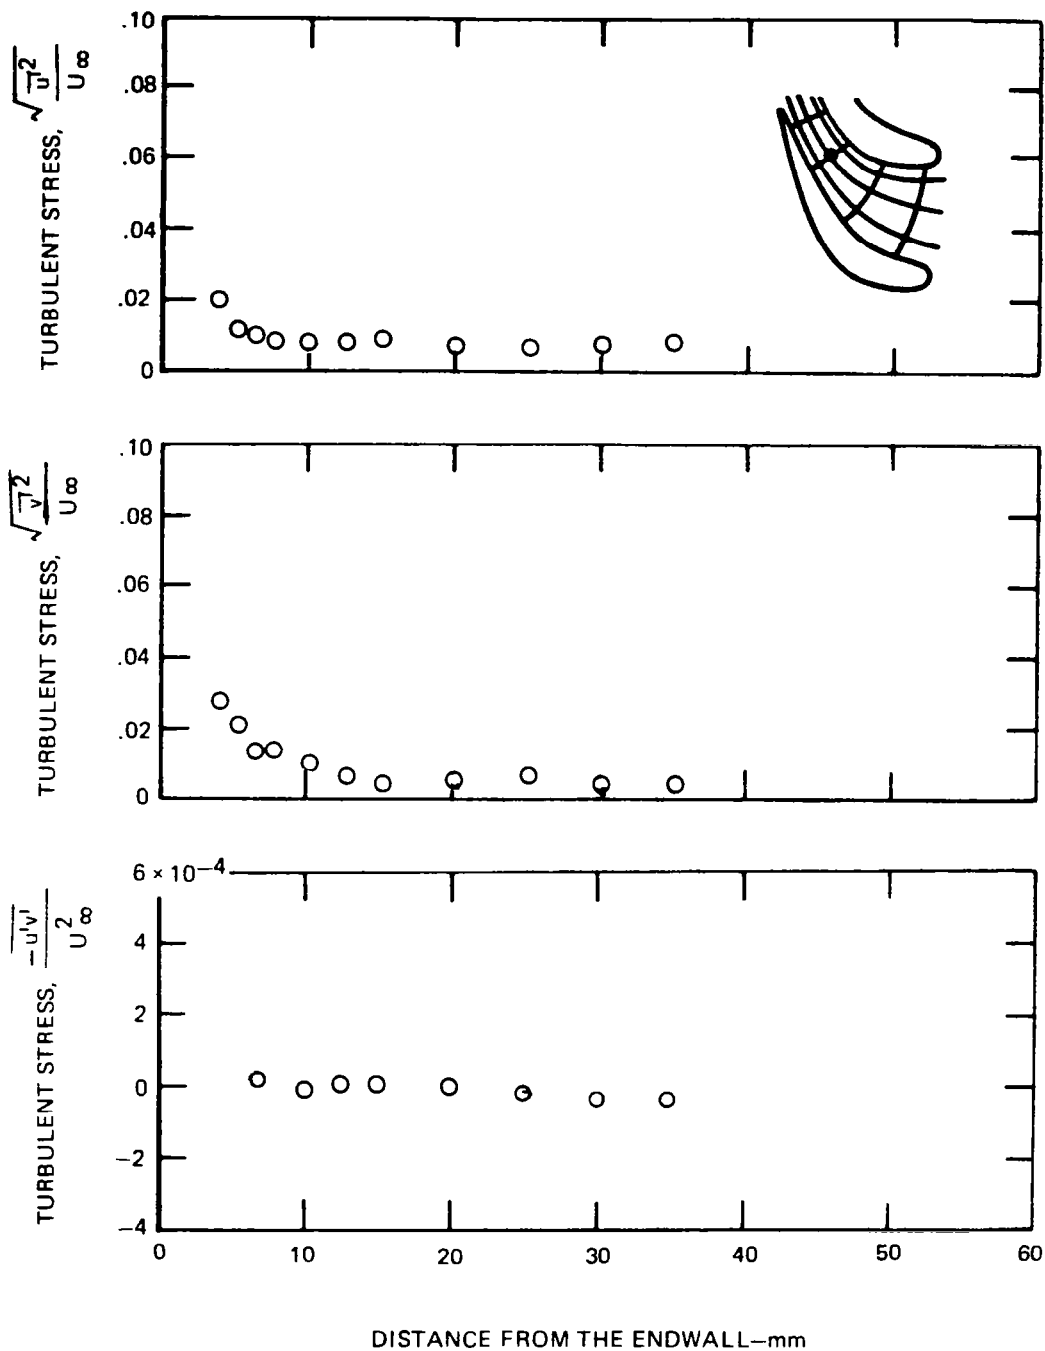 TURBULENT STRESS, √u'² / U∞
.10
.08
.06
.04
.02
0
TURBULENT STRESS, √v'² / U∞
.10
.08
.06
.04
.02
0
TURBULENT STRESS, −u'v' / U²∞
6 × 10−4
4
2
0
−2
−4
0 10 20 30 40 50 60
DISTANCE FROM THE ENDWALL—mm